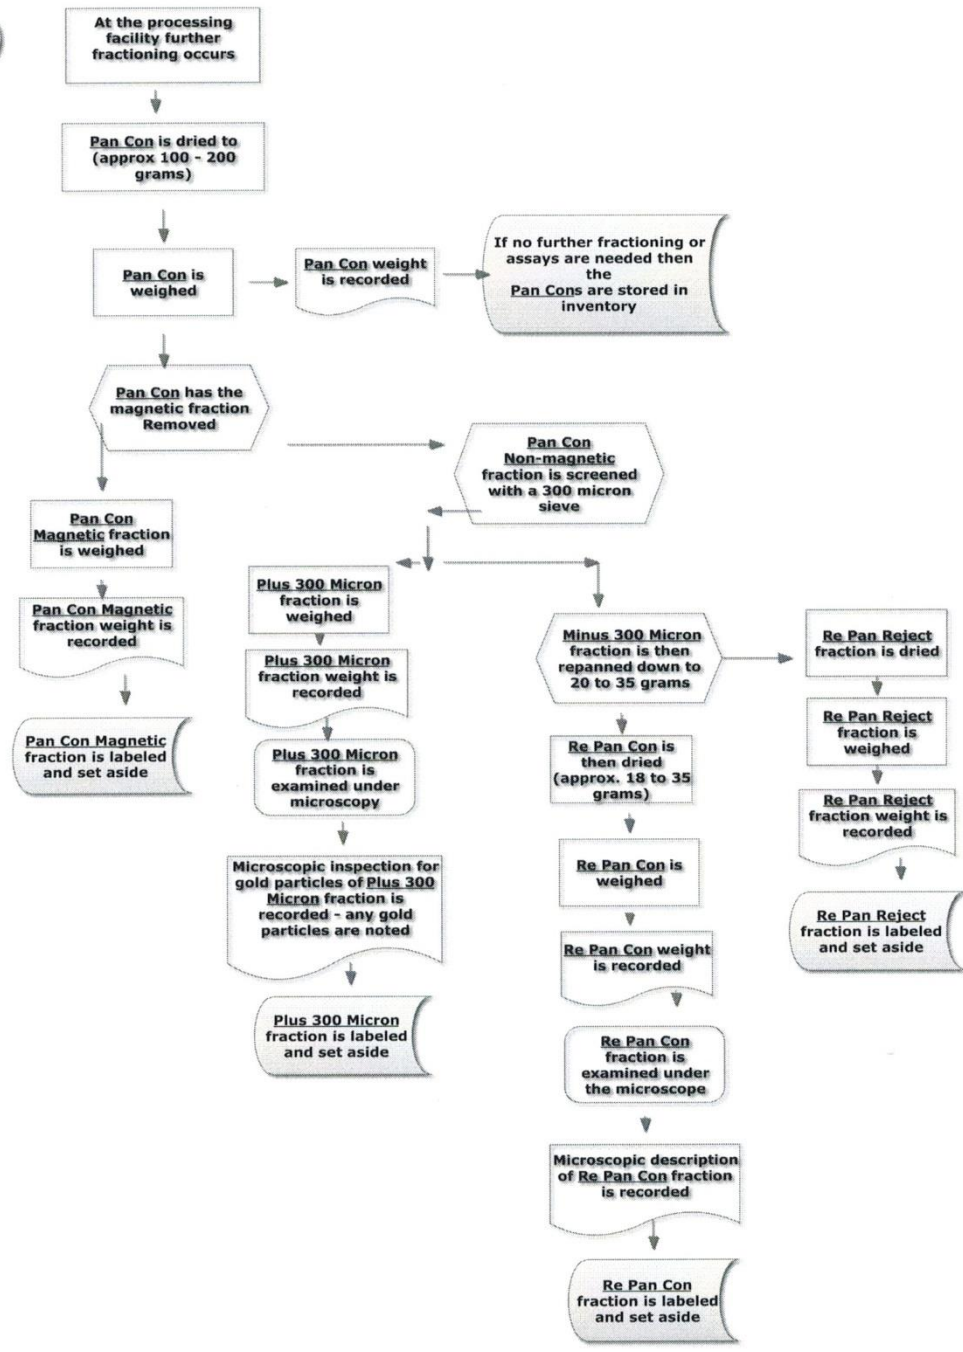 At the processing
facility further
fractioning occurs
Pan Con is dried to
(approx 100 - 200
grams)
Pan Con is
weighed
Pan Con weight
is recorded
If no further fractioning or
assays are needed then
the
Pan Cons are stored in
inventory
Pan Con has the
magnetic fraction
Removed
Pan Con
Non-magnetic
fraction is screened
with a 300 micron
sieve
Pan Con
Magnetic fraction
is weighed
Pan Con Magnetic
fraction weight is
recorded
Pan Con Magnetic
fraction is labeled
and set aside
Plus 300 Micron
fraction is
weighed
Plus 300 Micron
fraction weight is
recorded
Plus 300 Micron
fraction is
examined under
microscopy
Microscopic inspection for
gold particles of Plus 300
Micron fraction is
recorded - any gold
particles are noted
Plus 300 Micron
fraction is labeled
and set aside
Minus 300 Micron
fraction is then
repanned down to
20 to 35 grams
Re Pan Con is
then dried
(approx. 18 to 35
grams)
Re Pan Con is
weighed
Re Pan Con weight
is recorded
Re Pan Con
fraction is
examined under
the microscope
Microscopic description
of Re Pan Con fraction
is recorded
Re Pan Con
fraction is labeled
and set aside
Re Pan Reject
fraction is dried
Re Pan Reject
fraction is
weighed
Re Pan Reject
fraction weight is
recorded
Re Pan Reject
fraction is labeled
and set aside